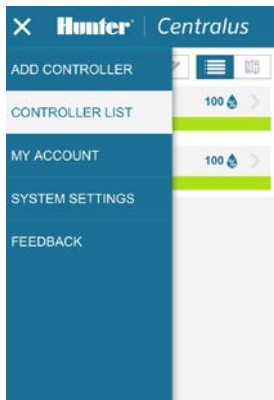 Hunter Centralus
ADD CONTROLLER
CONTROLLER LIST
100
MY ACCOUNT
100
SYSTEM SETTINGS
FEEDBACK